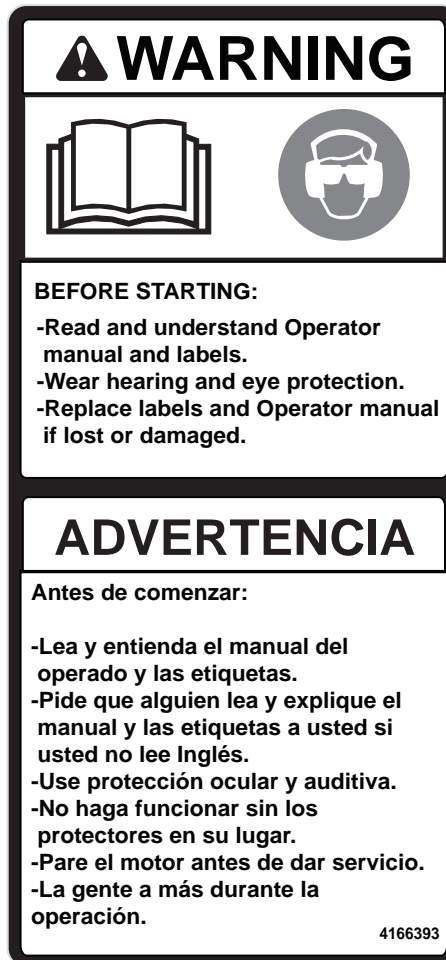 WARNING
BEFORE STARTING:
-Read and understand Operator
manual and labels.
-Wear hearing and eye protection.
-Replace labels and Operator manual
if lost or damaged.
ADVERTENCIA
Antes de comenzar:
-Lea y entienda el manual del
operado y las etiquetas.
-Pide que alguien lea y explique el
manual y las etiquetas a usted si
usted no lee Inglés.
-Use protección ocular y auditiva.
-No haga funcionar sin los
protectores en su lugar.
-Pare el motor antes de dar servicio.
-La gente a más durante la
operación.
4166393